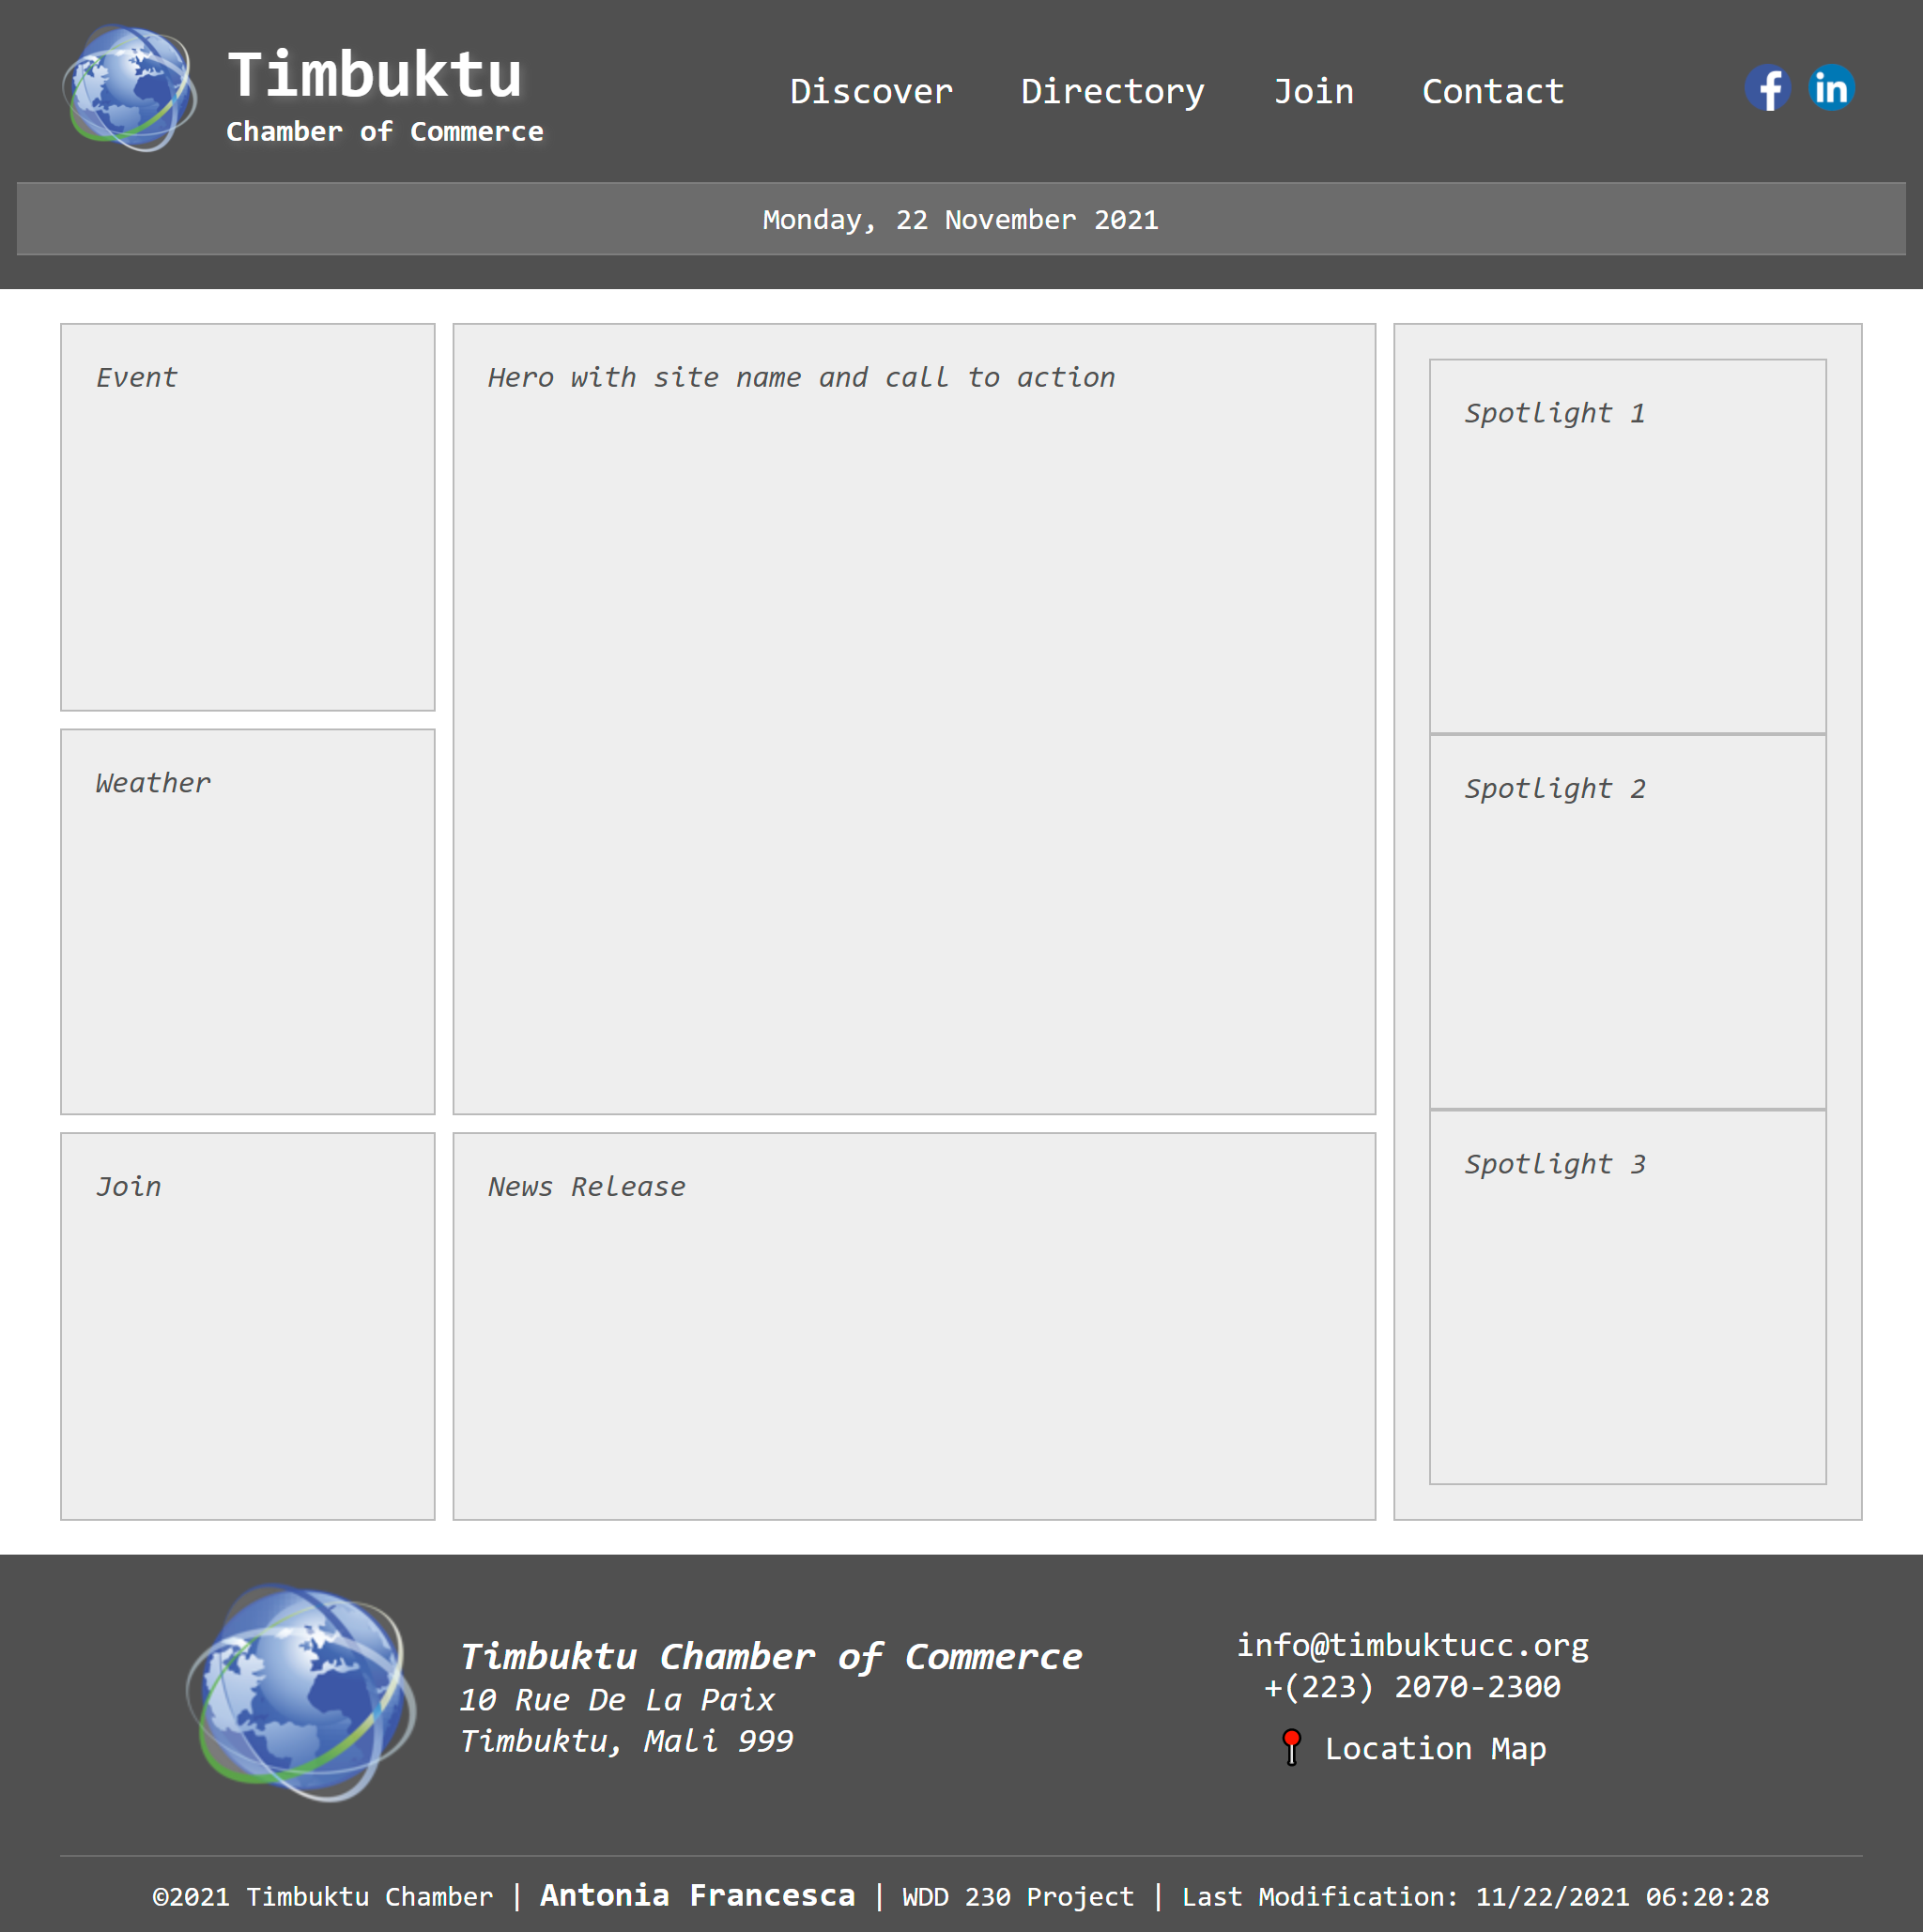 Timbuktu
Chamber of Commerce
Discover Directory Join Contact
Monday, 22 November 2021
Event
Hero with site name and call to action
Spotlight 1
Weather
Spotlight 2
Join
News Release
Spotlight 3
Timbuktu Chamber of Commerce
10 Rue De La Paix
Timbuktu, Mali 999
info@timbuktucc.org
+(223) 2070-2300
Location Map
©2021 Timbuktu Chamber | Antonia Francesca | WDD 230 Project | Last Modification: 11/22/2021 06:20:28